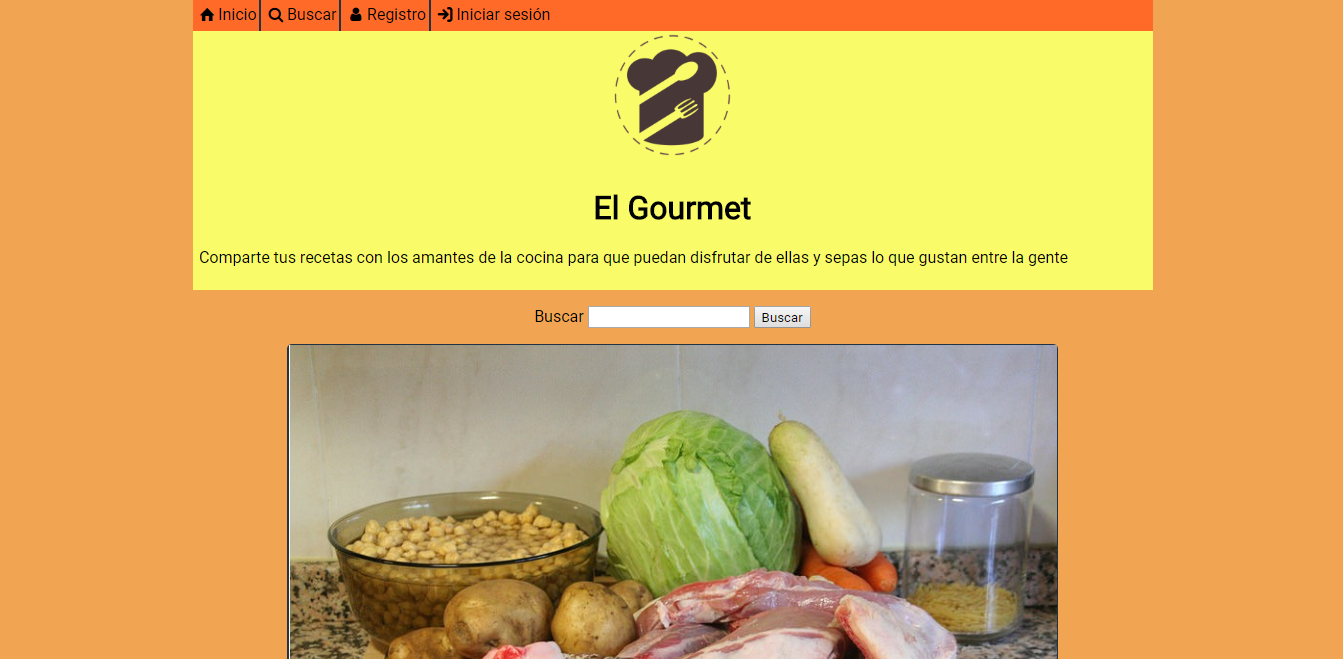 Inicio Buscar Registro Iniciar sesión
El Gourmet
Comparte tus recetas con los amantes de la cocina para que puedan disfrutar de ellas y sepas lo que gustan entre la gente
Buscar Buscar